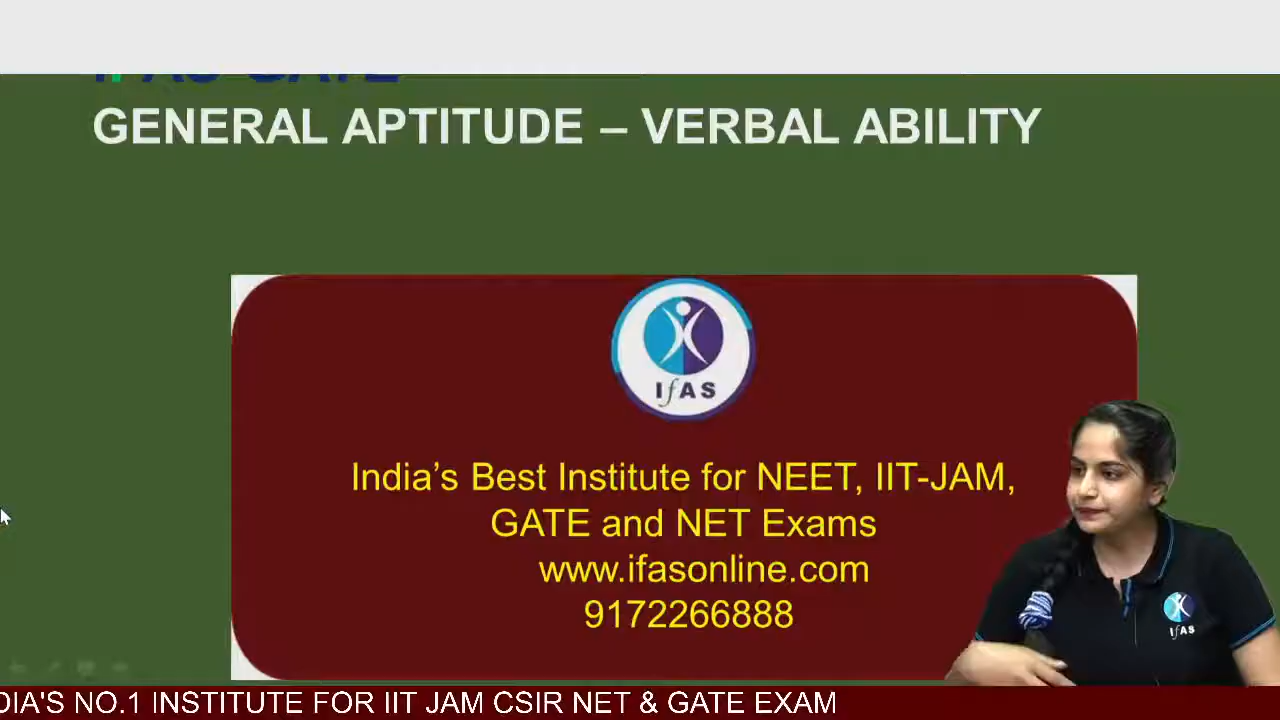 GENERAL APTITUDE – VERBAL ABILITY
IfAS
India’s Best Institute for NEET, IIT-JAM,
GATE and NET Exams
www.ifasonline.com
9172266888
IfAS
DIA'S NO.1 INSTITUTE FOR IIT JAM CSIR NET & GATE EXAM